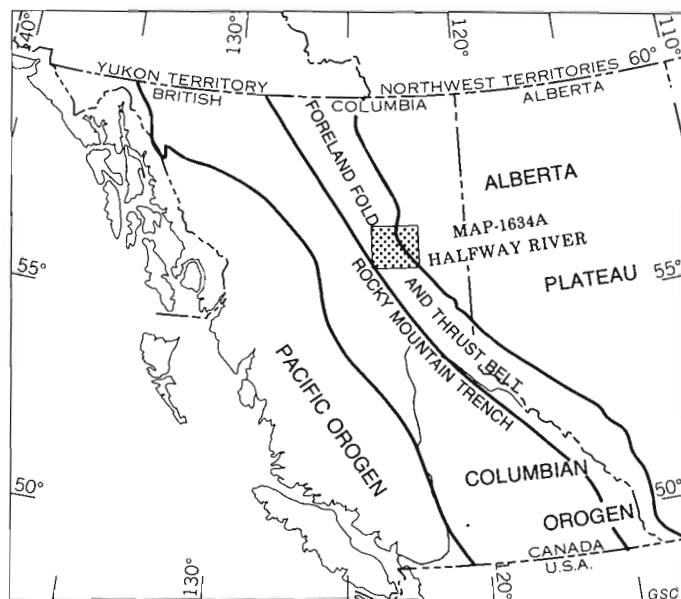 140°
130°
120°
110°
YUKON TERRITORY
NORTHWEST TERRITORIES 60°
BRITISH
COLUMBIA
ALBERTA
FORELAND FOLD
ALBERTA
MAP-1634A
HALFWAY RIVER
55°
55°
PLATEAU
ROCKY MOUNTAIN TRENCH
AND THRUST BELT
PACIFIC OROGEN
COLUMBIAN
50°
50°
OROGEN
CANADA
U.S.A.
130°
120°
GSC